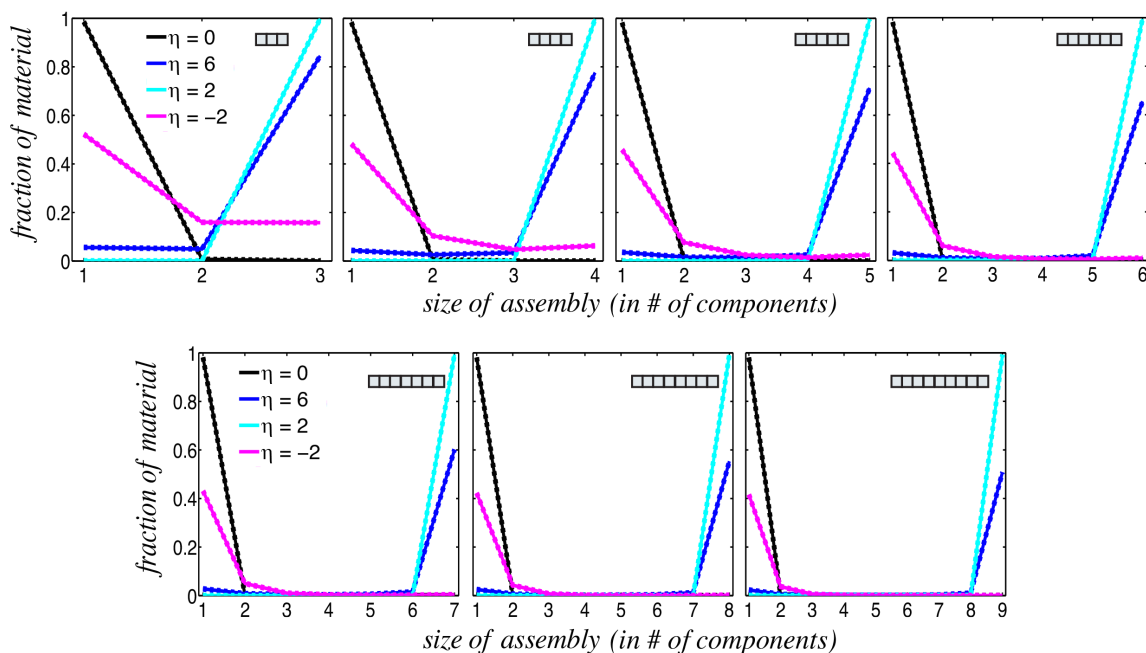 fraction of material
1
0.8
0.6
0.4
0.2
0
η = 0
η = 6
η = 2
η = −2
1 2 3
1 2 3 4
1 2 3 4 5
1 2 3 4 5 6
size of assembly (in # of components)
fraction of material
1
0.8
0.6
0.4
0.2
0
η = 0
η = 6
η = 2
η = −2
1 2 3 4 5 6 7
1 2 3 4 5 6 7 8
1 2 3 4 5 6 7 8 9
size of assembly (in # of components)